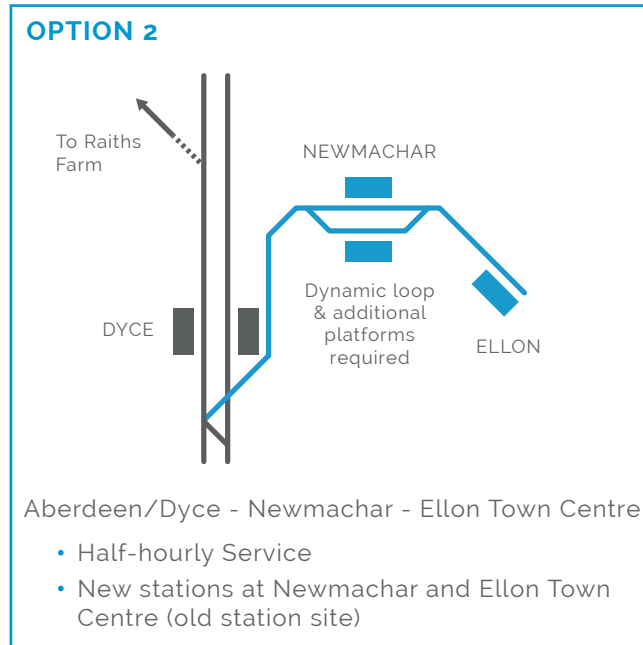 OPTION 2
To Raiths
Farm
NEWMACHAR
DYCE
Dynamic loop
& additional
platforms
required
ELLON
Aberdeen/Dyce - Newmachar - Ellon Town Centre
• Half-hourly Service
• New stations at Newmachar and Ellon Town
Centre (old station site)